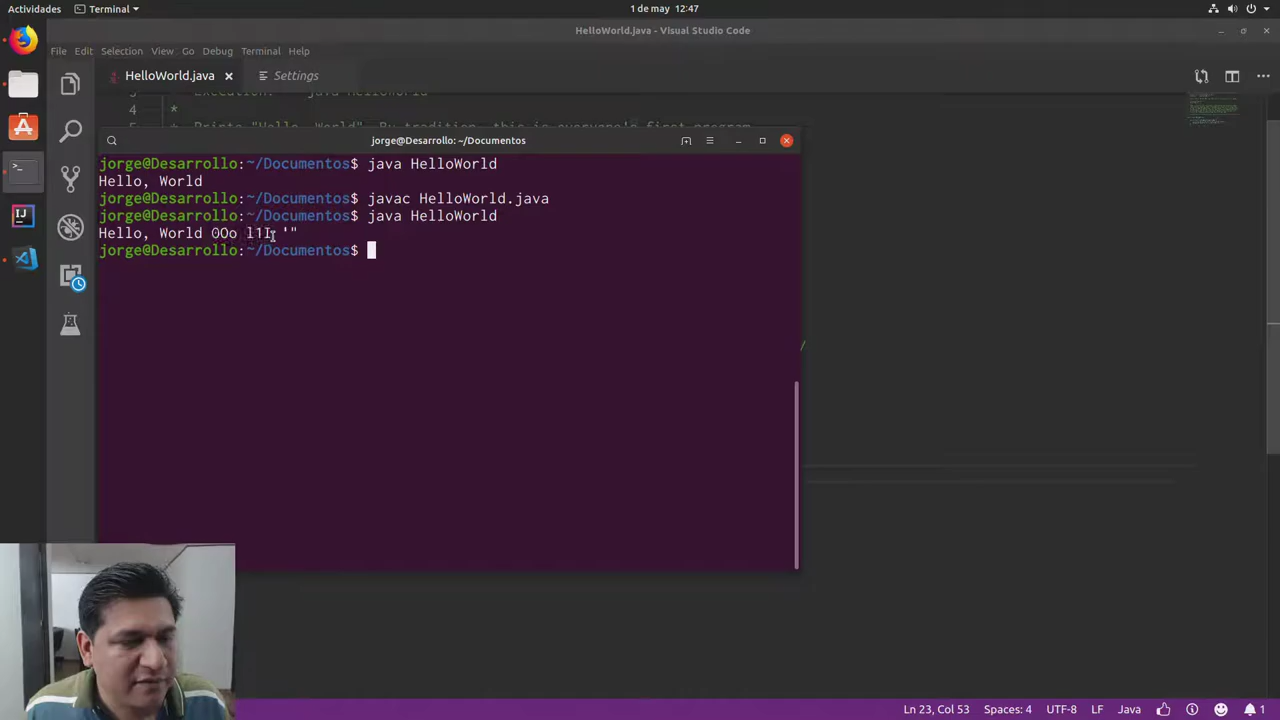 Actividades
Terminal
1 de may 12:47
HelloWorld.java - Visual Studio Code
File Edit Selection View Go Debug Terminal Help
HelloWorld.java
Settings
4 *
jorge@Desarrollo: ~/Documentos
jorge@Desarrollo:~/Documentos$ java HelloWorld
Hello, World
jorge@Desarrollo:~/Documentos$ javac HelloWorld.java
jorge@Desarrollo:~/Documentos$ java HelloWorld
Hello, World 0Oo l1I '"
jorge@Desarrollo:~/Documentos$
/
Ln 23, Col 53 Spaces: 4 UTF-8 LF Java 1